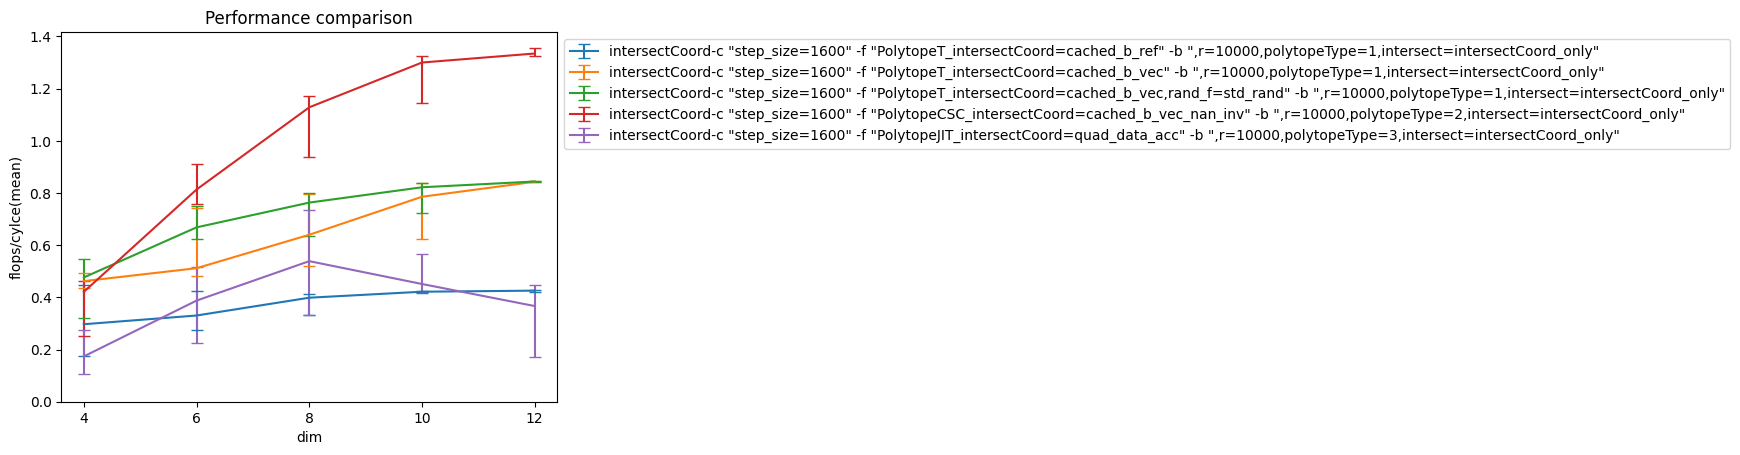 Performance comparison
flops/cylce(mean)
1.4
1.2
1.0
0.8
0.6
0.4
0.2
0.0
4 6 8 10 12
dim
intersectCoord-c "step_size=1600" -f "PolytopeT_intersectCoord=cached_b_ref" -b ",r=10000,polytopeType=1,intersect=intersectCoord_only"
intersectCoord-c "step_size=1600" -f "PolytopeT_intersectCoord=cached_b_vec" -b ",r=10000,polytopeType=1,intersect=intersectCoord_only"
intersectCoord-c "step_size=1600" -f "PolytopeT_intersectCoord=cached_b_vec,rand_f=std_rand" -b ",r=10000,polytopeType=1,intersect=intersectCoord_only"
intersectCoord-c "step_size=1600" -f "PolytopeCSC_intersectCoord=cached_b_vec_nan_inv" -b ",r=10000,polytopeType=2,intersect=intersectCoord_only"
intersectCoord-c "step_size=1600" -f "PolytopeJIT_intersectCoord=quad_data_acc" -b ",r=10000,polytopeType=3,intersect=intersectCoord_only"